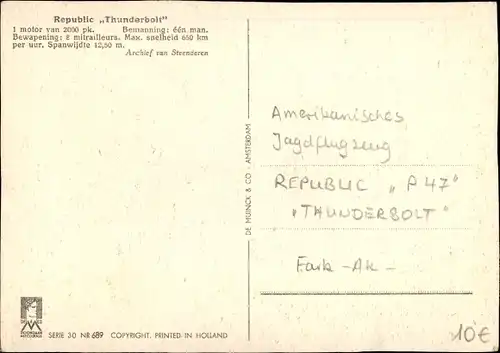 Republic „Thunderbolt"
1 motor van 2000 pk. Bemanning: één man.
Bewapening: 8 mitrailleurs. Max. snelheid 650 km
per uur. Spanwijdte 12,50 m.
Archief van Steenderen
DE MUINCK & CO AMSTERDAM
Amerikanisches
Jagdflugzeug
REPUBLIC „P 47"
„THUNDERBOLT"
SERIE 30 NR 689 COPYRIGHT. PRINTED IN HOLLAND
10€